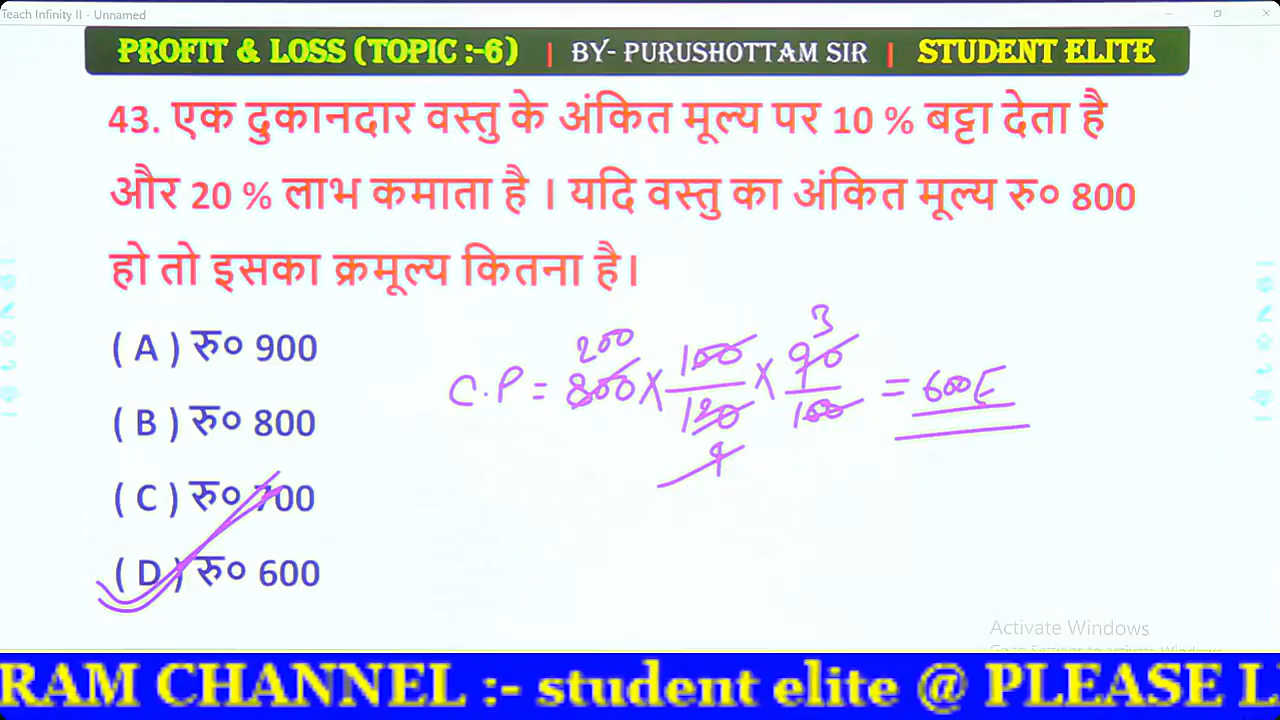 Teach Infinity II - Unnamed
PROFIT & LOSS (TOPIC :-6) | BY- PURUSHOTTAM SIR | STUDENT ELITE
43. एक दुकानदार वस्तु के अंकित मूल्य पर 10 % बट्टा देता है
और 20 % लाभ कमाता है । यदि वस्तु का अंकित मूल्य रु० 800
हो तो इसका क्रमूल्य कितना है।
( A ) रु० 900
( B ) रु० 800
( C ) रु० 700
( D ) रु० 600
200 3
C.P = 800 × 100/120 × 90/100 = 600
Activate Windows
RAM CHANNEL :- student elite @ PLEASE L